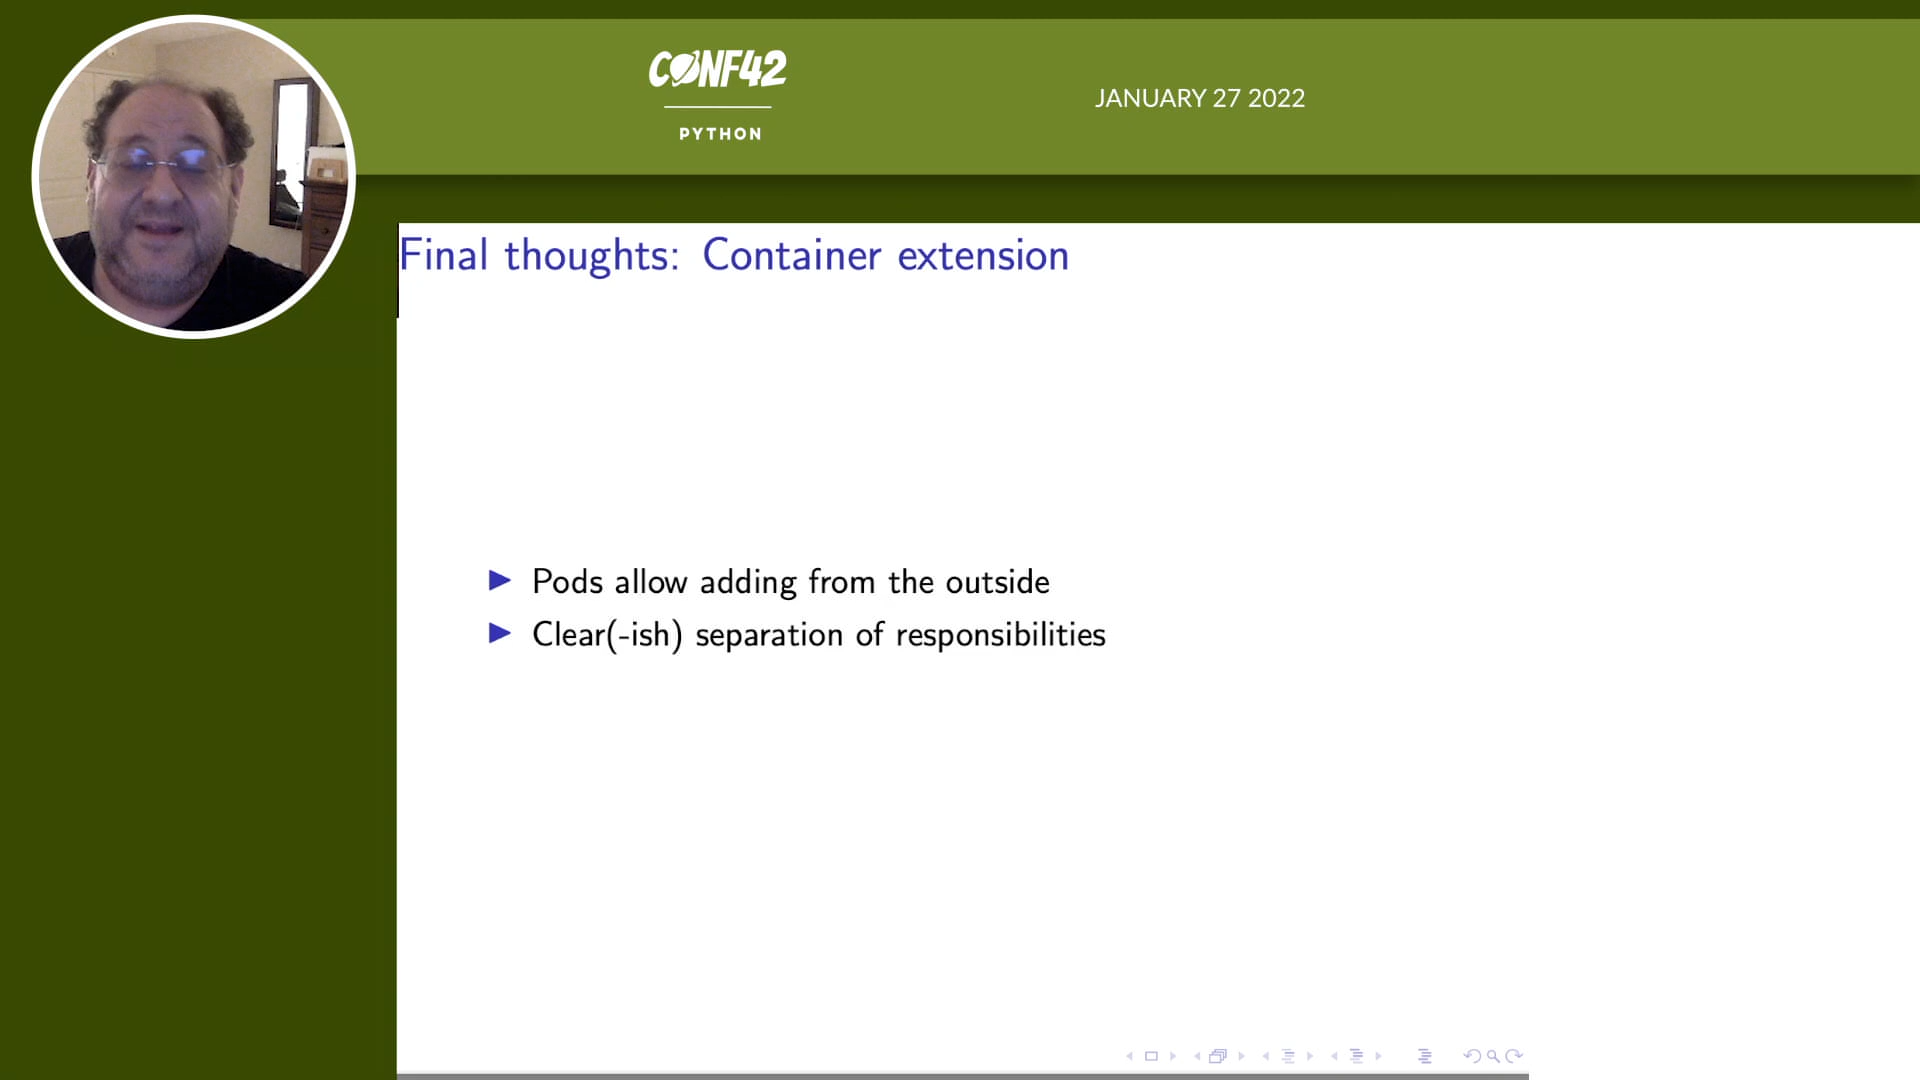 CONF42
PYTHON
JANUARY 27 2022
Final thoughts: Container extension
Pods allow adding from the outside
Clear(-ish) separation of responsibilities